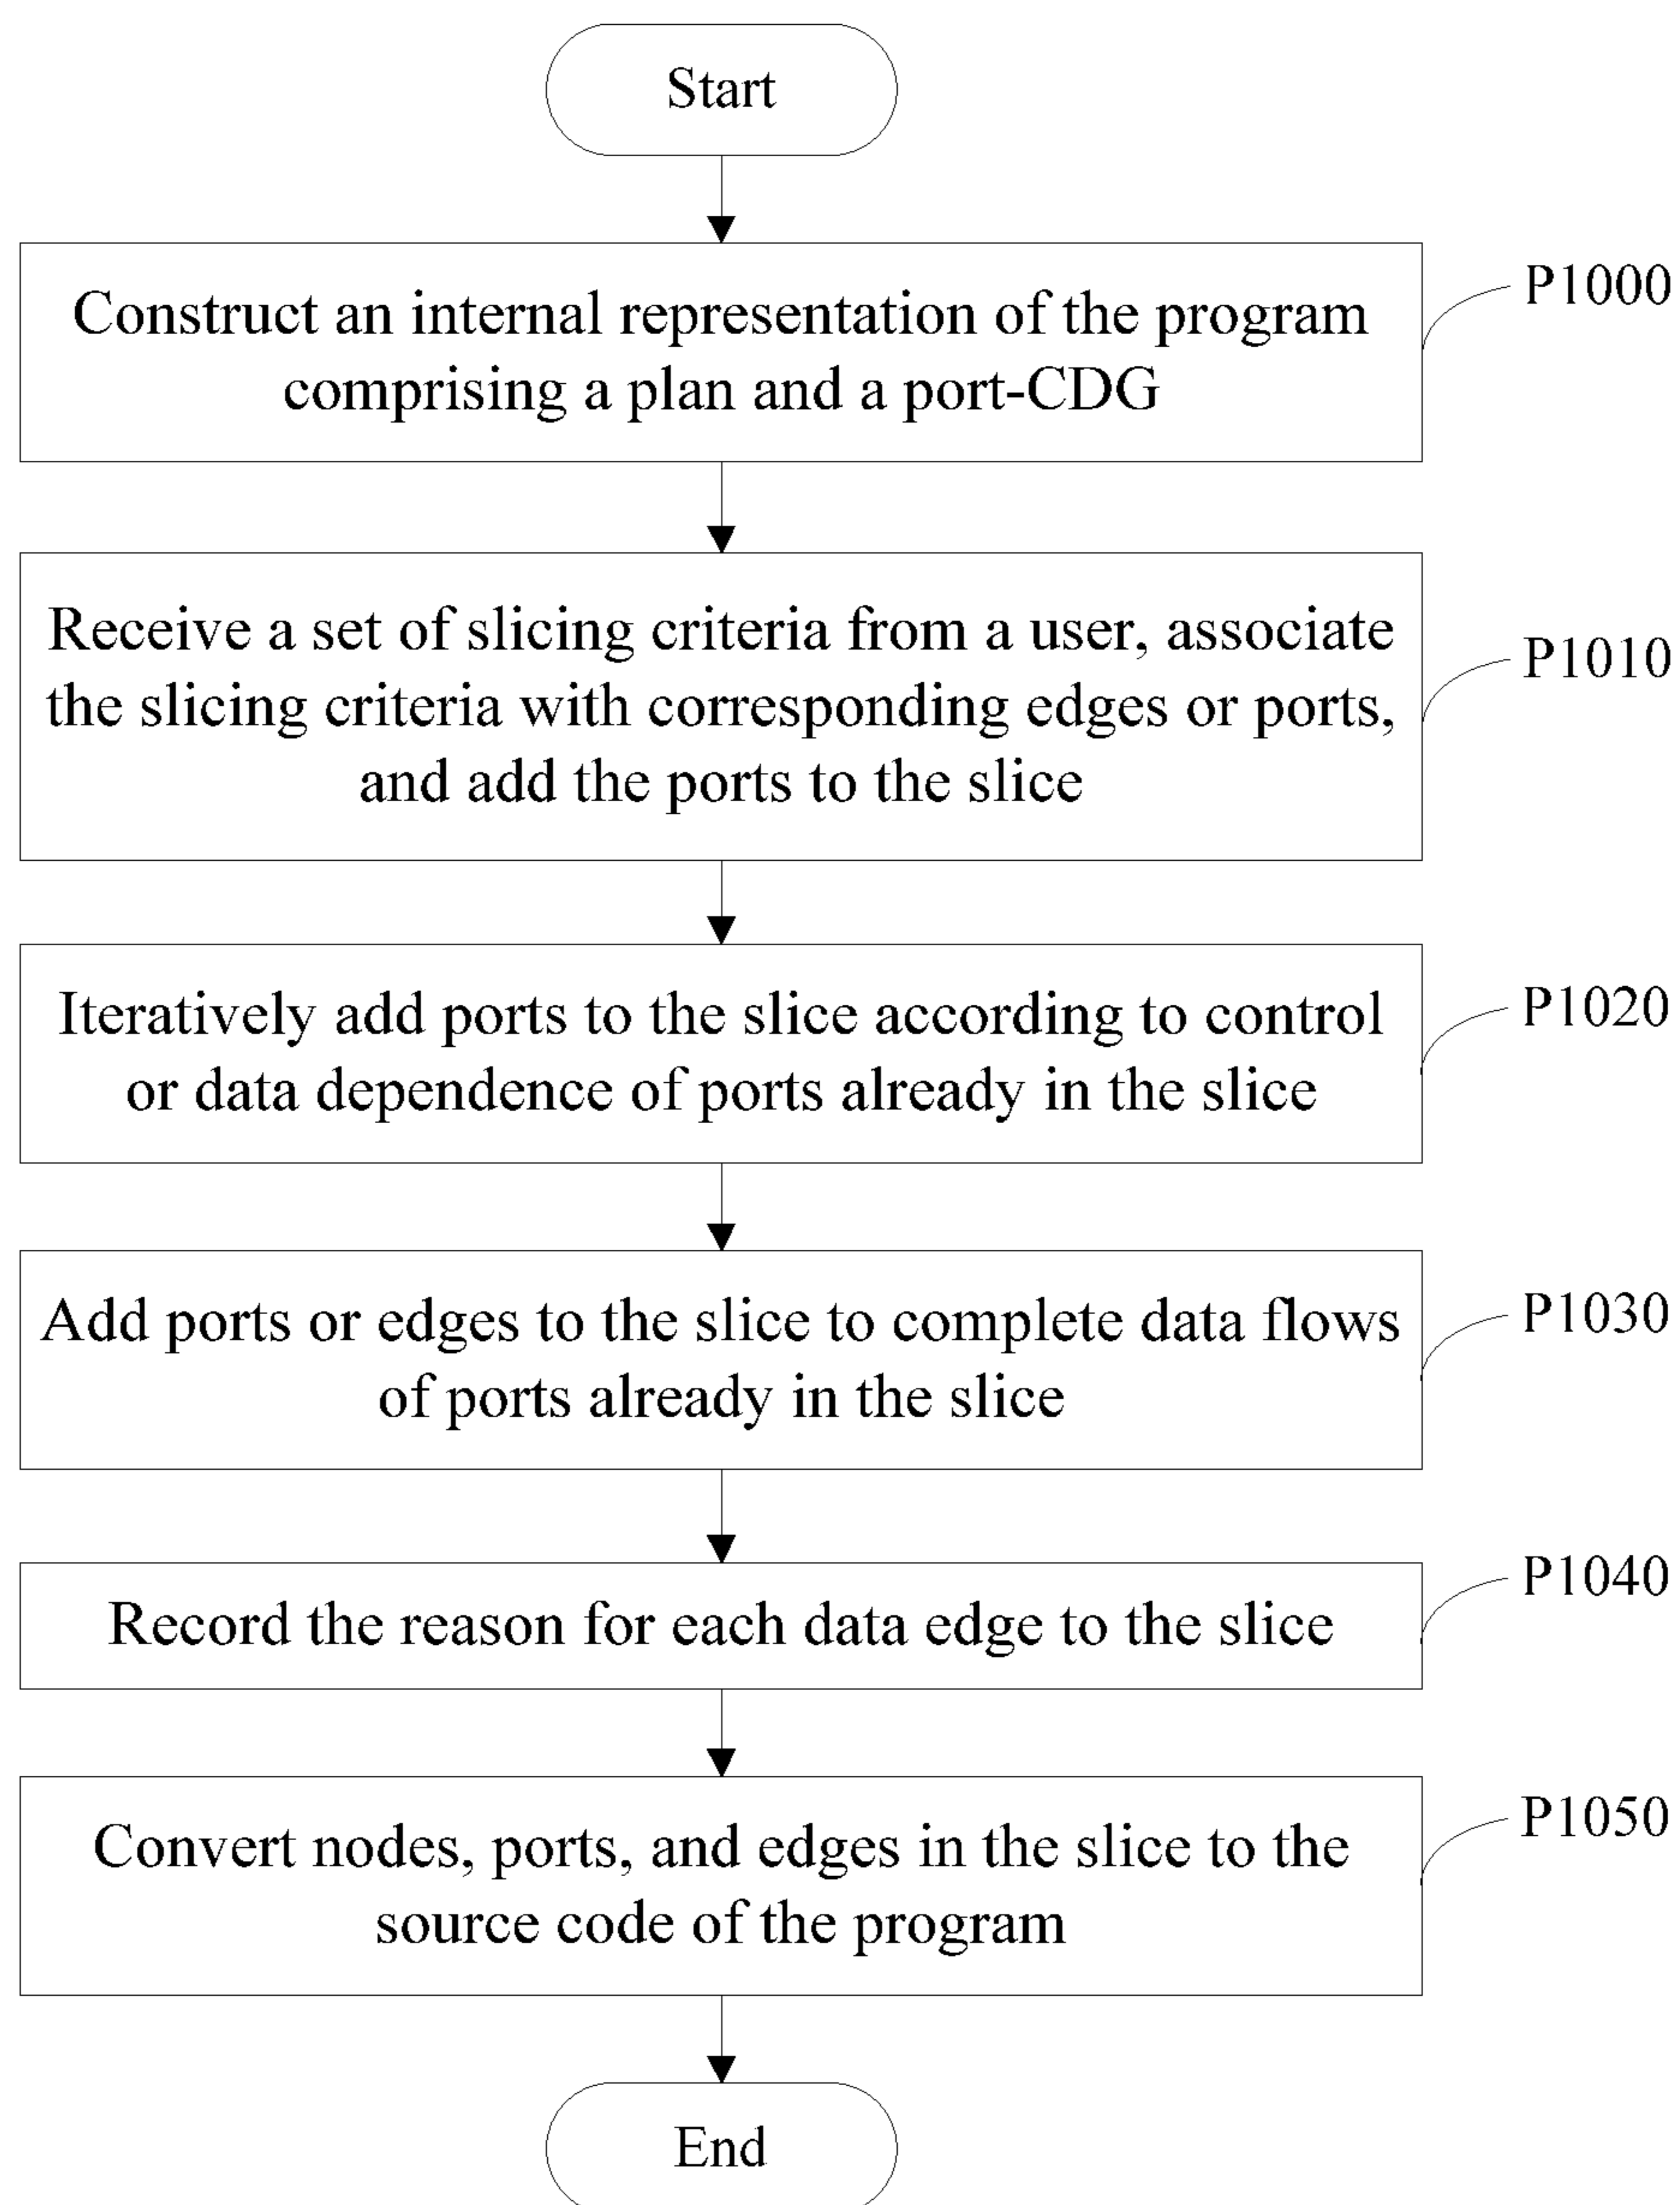 Start
Construct an internal representation of the program
comprising a plan and a port-CDG
P1000
Receive a set of slicing criteria from a user, associate
the slicing criteria with corresponding edges or ports,
and add the ports to the slice
P1010
Iteratively add ports to the slice according to control
or data dependence of ports already in the slice
P1020
Add ports or edges to the slice to complete data flows
of ports already in the slice
P1030
Record the reason for each data edge to the slice
P1040
Convert nodes, ports, and edges in the slice to the
source code of the program
P1050
End